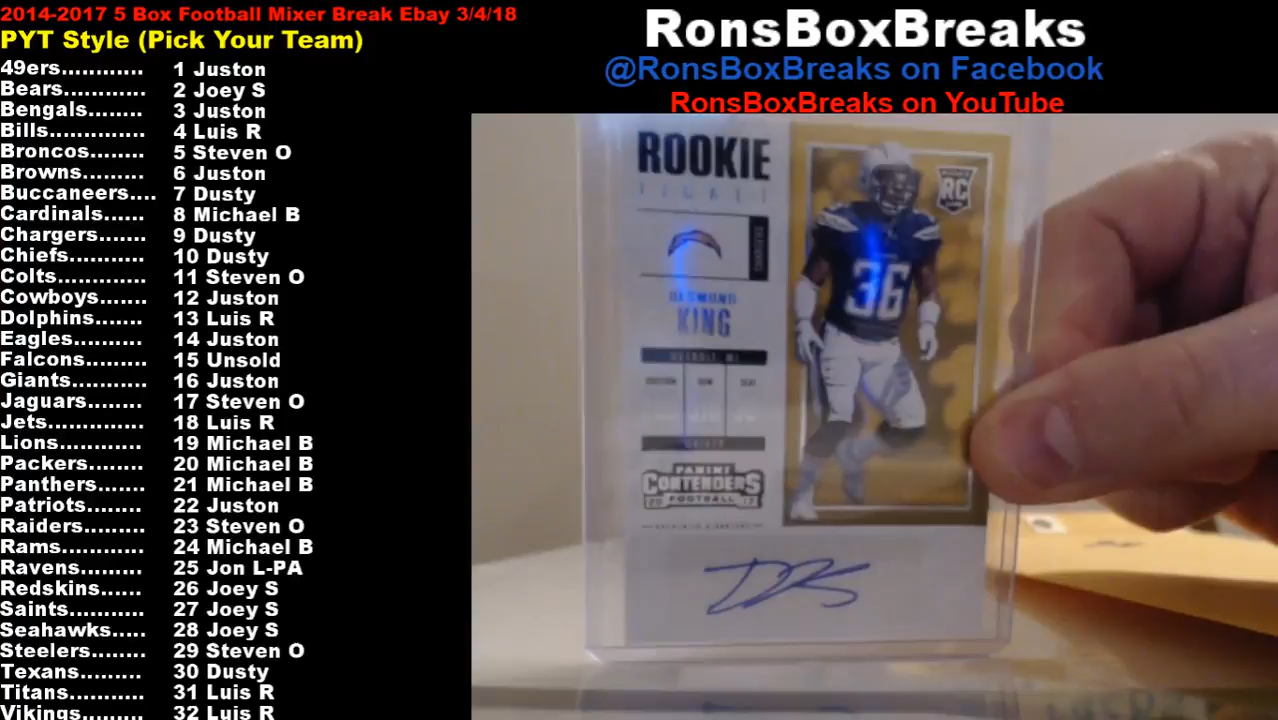 2014-2017 5 Box Football Mixer Break Ebay 3/4/18
PYT Style (Pick Your Team)
49ers............ 1 Juston
Bears............ 2 Joey S
Bengals........ 3 Juston
Bills.............. 4 Luis R
Broncos........ 5 Steven O
Browns......... 6 Juston
Buccaneers.... 7 Dusty
Cardinals...... 8 Michael B
Chargers....... 9 Dusty
Chiefs........... 10 Dusty
Colts............. 11 Steven O
Cowboys....... 12 Juston
Dolphins....... 13 Luis R
Eagles........... 14 Juston
Falcons......... 15 Unsold
Giants........... 16 Juston
Jaguars........ 17 Steven O
Jets.............. 18 Luis R
Lions............ 19 Michael B
Packers........ 20 Michael B
Panthers....... 21 Michael B
Patriots........ 22 Juston
Raiders......... 23 Steven O
Rams............ 24 Michael B
Ravens......... 25 Jon L-PA
Redskins...... 26 Joey S
Saints........... 27 Joey S
Seahawks..... 28 Joey S
Steelers........ 29 Steven O
Texans......... 30 Dusty
Titans........... 31 Luis R
Vikings......... 32 Luis R
RonsBoxBreaks
@RonsBoxBreaks on Facebook
RonsBoxBreaks on YouTube
ROOKIE
TICKET
RC
DESMOND
KING
36
DETROIT, MI
PANINI
CONTENDERS
FOOTBALL
2017